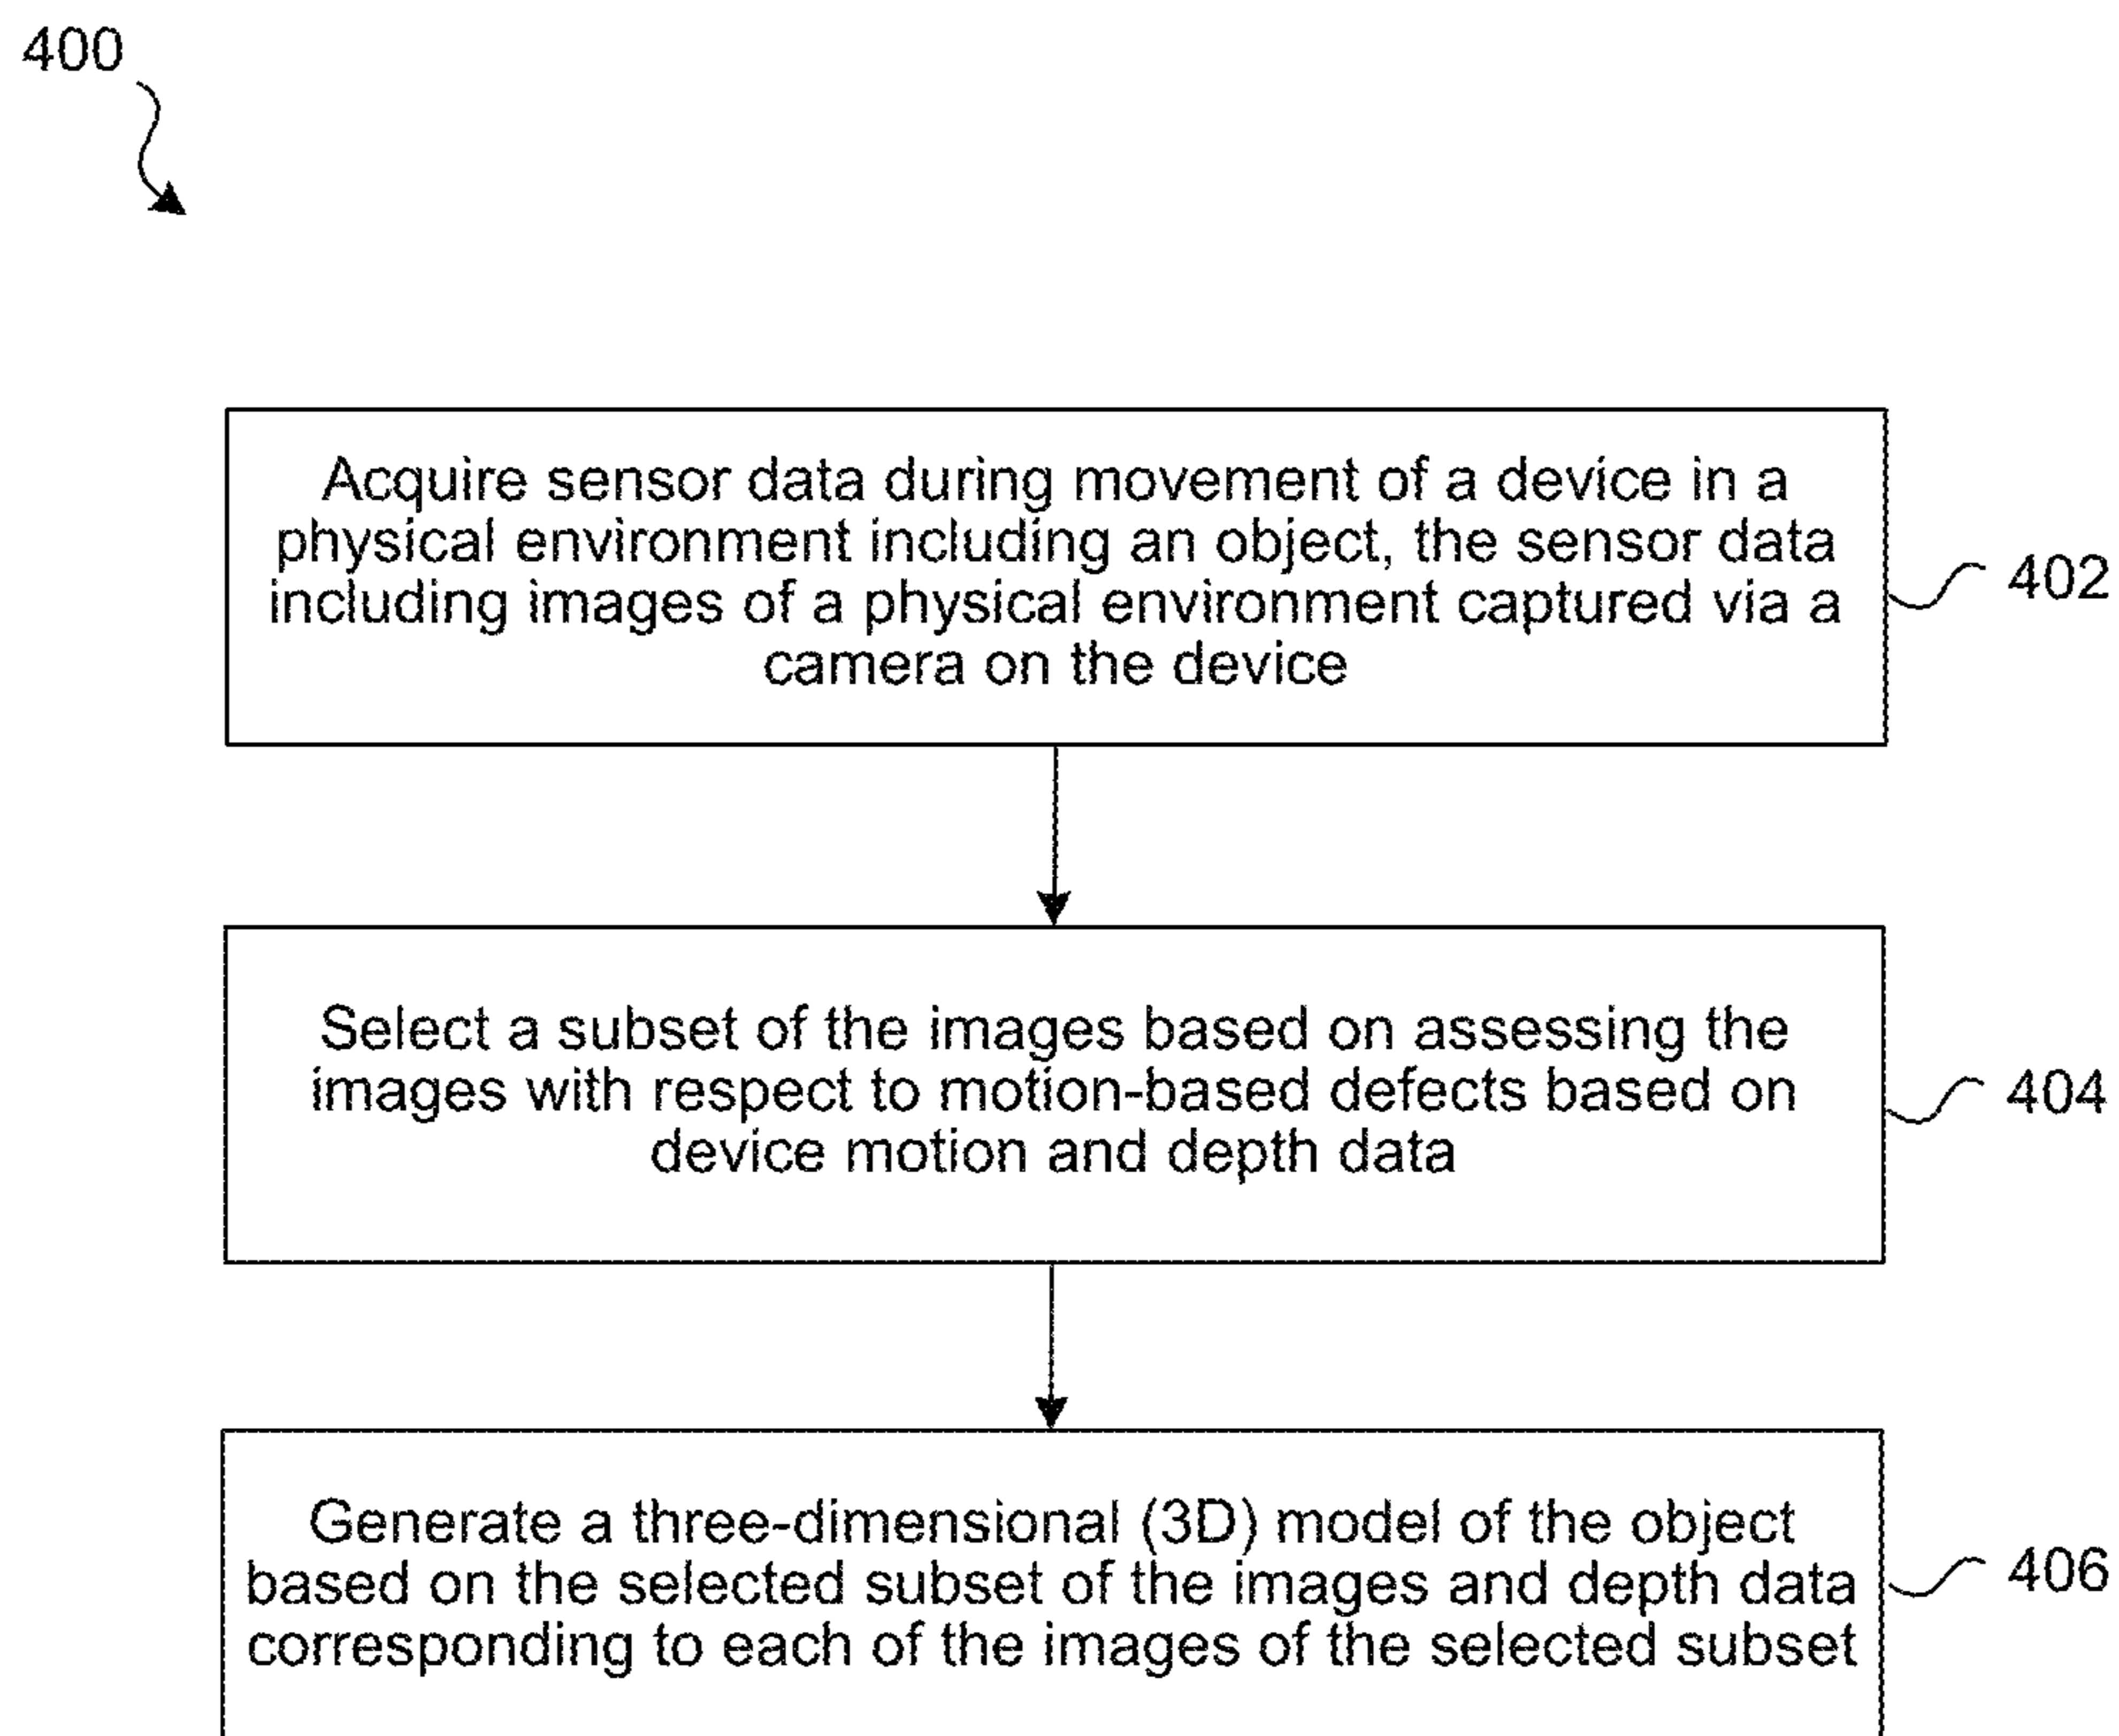 400
Acquire sensor data during movement of a device in a
physical environment including an object, the sensor data
including images of a physical environment captured via a
camera on the device
402
Select a subset of the images based on assessing the
images with respect to motion-based defects based on
device motion and depth data
404
Generate a three-dimensional (3D) model of the object
based on the selected subset of the images and depth data
corresponding to each of the images of the selected subset
406